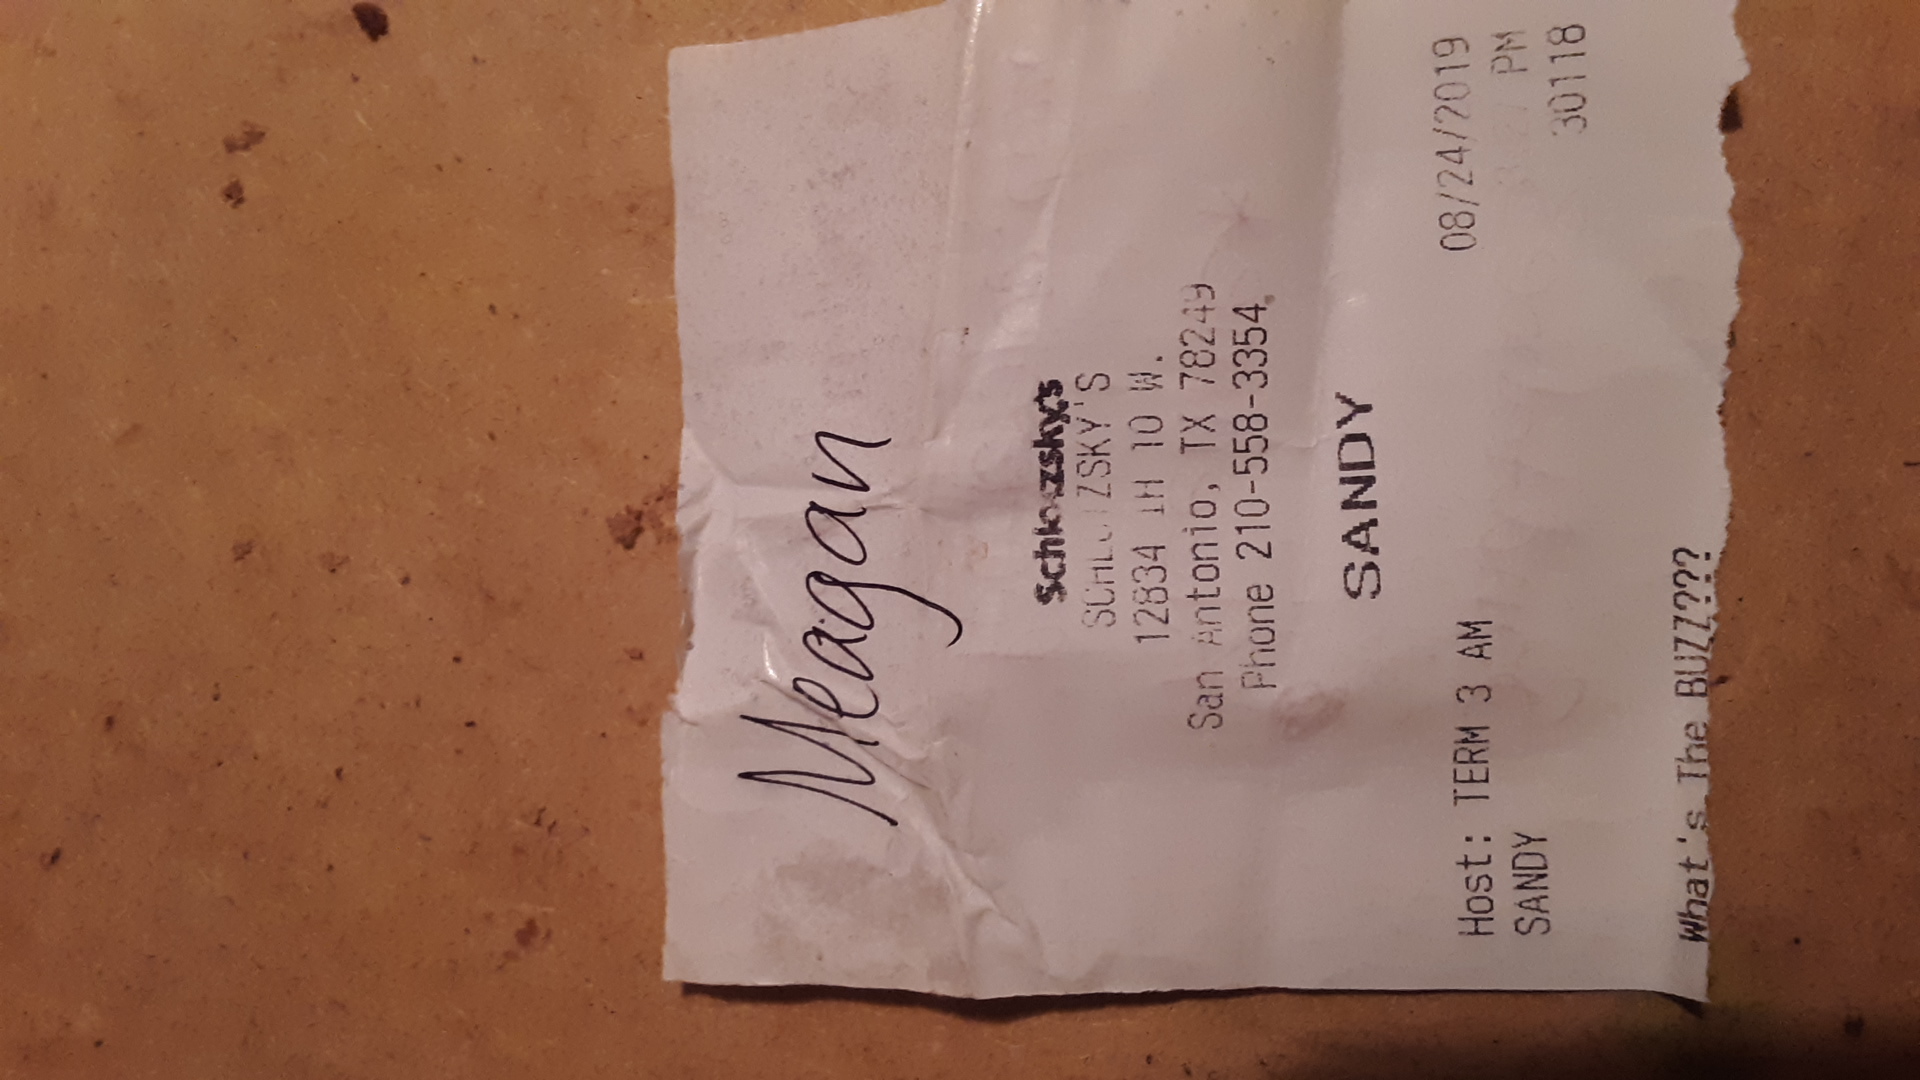 Meagan
Schlotzsky's
SCHLOTZSKY'S
12834 IH 10 W.
San Antonio, TX 78249
Phone 210-558-3354
SANDY
Host: TERM 3 AM 08/24/2019
SANDY PM
30118
What's The BUZZ???